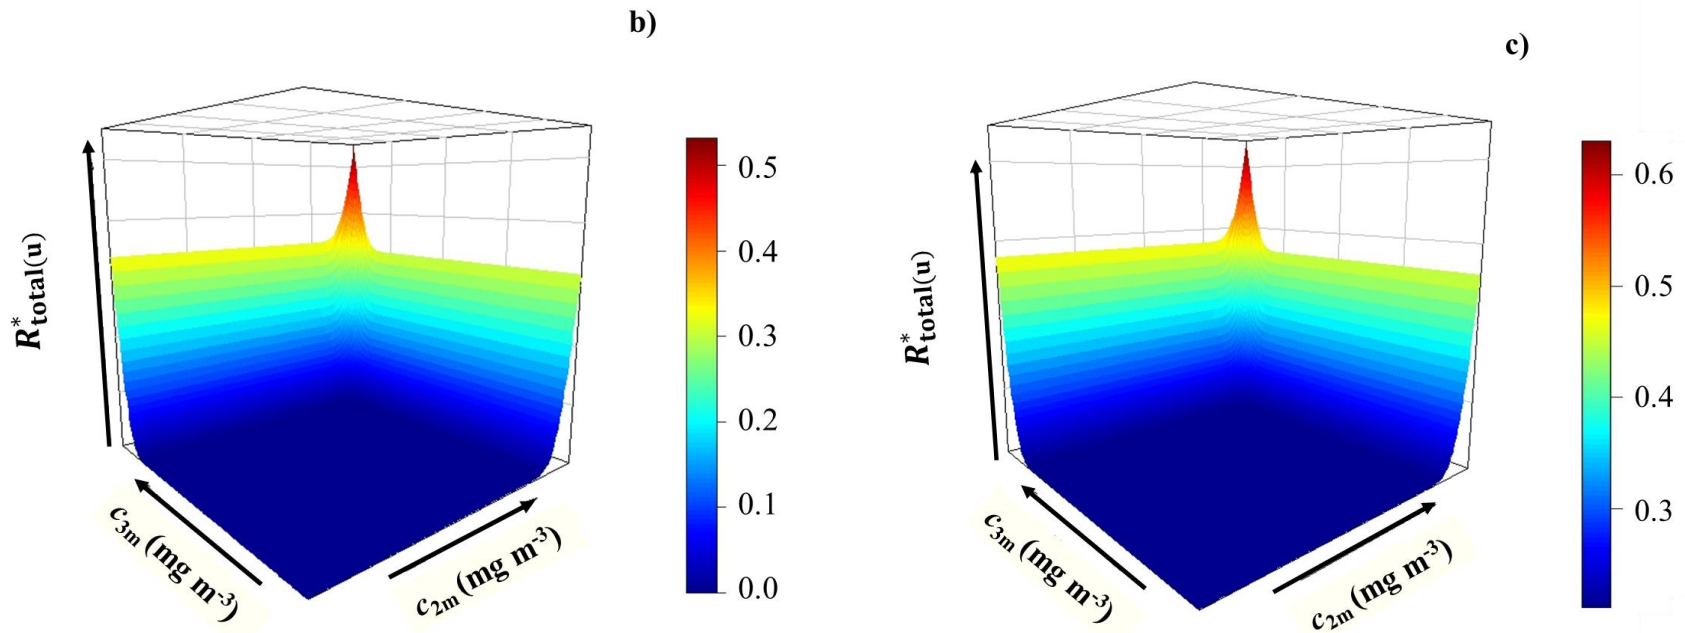 b)
R*total(u)
c3m (mg m-3)
c2m (mg m-3)
0.5
0.4
0.3
0.2
0.1
0.0
c)
R*total(u)
c3m (mg m-3)
c2m (mg m-3)
0.6
0.5
0.4
0.3